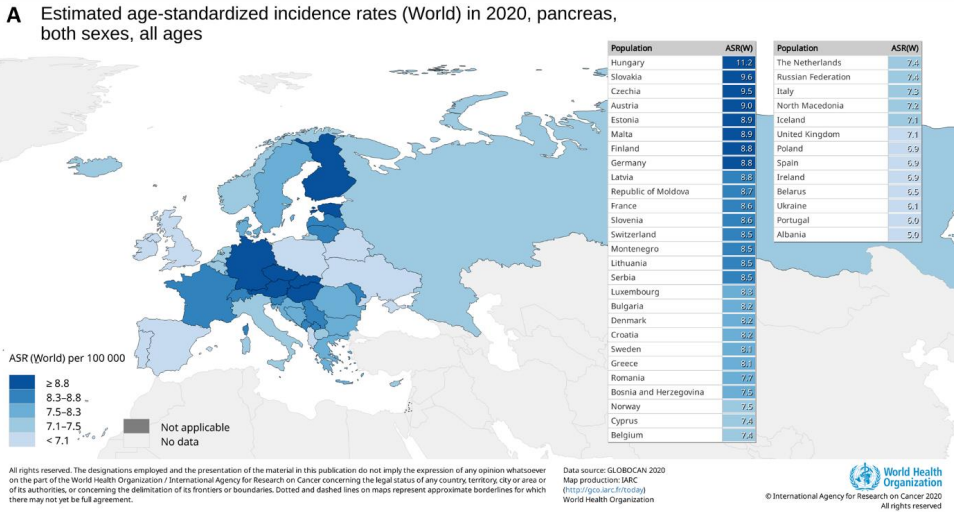 A Estimated age-standardized incidence rates (World) in 2020, pancreas,
both sexes, all ages
Population ASR(W)
Hungary 11.2
Slovakia 9.6
Czechia 9.5
Austria 9.0
Estonia 8.9
Malta 8.9
Finland 8.8
Germany 8.8
Latvia 8.8
Republic of Moldova 8.7
France 8.6
Slovenia 8.6
Switzerland 8.5
Montenegro 8.5
Lithuania 8.5
Serbia 8.5
Luxembourg 8.3
Bulgaria 8.2
Denmark 8.2
Croatia 8.2
Sweden 8.1
Greece 8.1
Romania 7.7
Bosnia and Herzegovina 7.5
Norway 7.5
Cyprus 7.4
Belgium 7.4
Population ASR(W)
The Netherlands 7.4
Russian Federation 7.4
Italy 7.3
North Macedonia 7.2
Iceland 7.1
United Kingdom 7.1
Poland 6.9
Spain 6.9
Ireland 6.9
Belarus 6.5
Ukraine 6.1
Portugal 6.0
Albania 5.0
ASR (World) per 100 000
≥ 8.8
8.3–8.8
7.5–8.3
7.1–7.5
< 7.1
Not applicable
No data
All rights reserved. The designations employed and the presentation of the material in this publication do not imply the expression of any opinion whatsoever
on the part of the World Health Organization / International Agency for Research on Cancer concerning the legal status of any country, territory, city or area or
of its authorities, or concerning the delimitation of its frontiers or boundaries. Dotted and dashed lines on maps represent approximate borderlines for which
there may not yet be full agreement.
Data source: GLOBOCAN 2020
Map production: IARC
(http://gco.iarc.fr/today)
World Health Organization
World Health
Organization
© International Agency for Research on Cancer 2020
All rights reserved